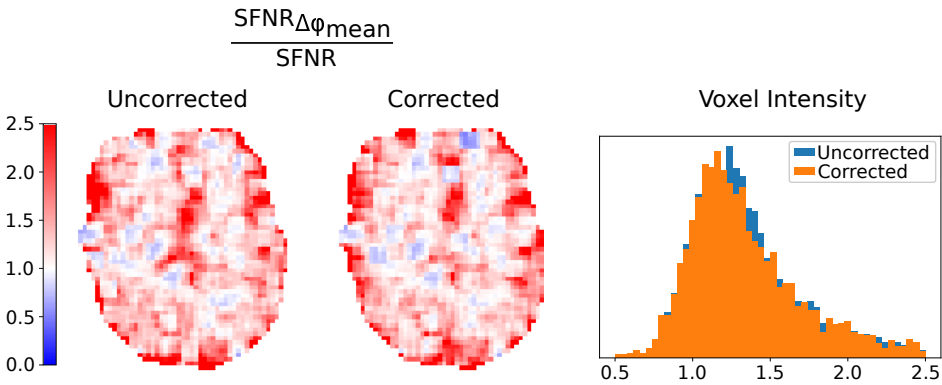 SFNRΔφmean
SFNR
Uncorrected
Corrected
Voxel Intensity
2.5
2.0
1.5
1.0
0.5
0.0
Uncorrected
Corrected
0.5 1.0 1.5 2.0 2.5